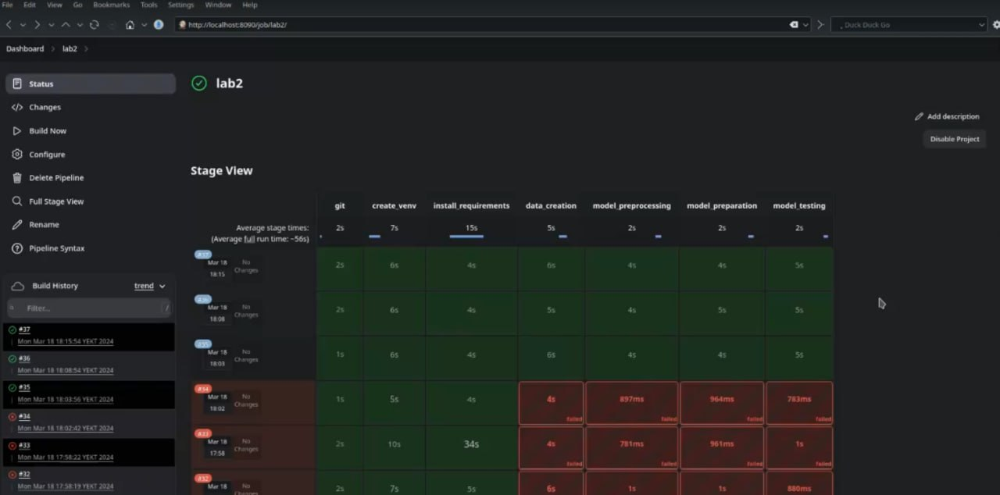 File Edit View Go Bookmarks Tools Settings Window Help
http://localhost:8090/job/lab2/ Duck Duck Go
Dashboard > lab2 >
Status
Changes
Build Now
Configure
Delete Pipeline
Full Stage View
Rename
Pipeline Syntax
Build History trend
Filter... /
#37
Mon Mar 18 18:15:54 YEKT 2024
#36
Mon Mar 18 18:08:54 YEKT 2024
#35
Mon Mar 18 18:03:56 YEKT 2024
#34
Mon Mar 18 18:02:42 YEKT 2024
#33
Mon Mar 18 17:58:22 YEKT 2024
#32
Mon Mar 18 17:58:19 YEKT 2024
lab2
Add description
Disable Project
Stage View
git create_venv install_requirements data_creation model_preprocessing model_preparation model_testing
Average stage times: 2s 7s 15s 5s 2s 2s 2s
(Average full run time: ~56s)
#37
Mar 18 No
18:15 Changes
2s 6s 4s 6s 4s 4s 5s
#36
Mar 18 No
18:08 Changes
2s 6s 4s 5s 4s 5s 5s
#35
Mar 18 No
18:03 Changes
1s 6s 4s 6s 4s 4s 5s
#34
Mar 18 No
18:02 Changes
1s 5s 4s 4s 897ms 964ms 783ms
failed failed failed failed
#33
Mar 18 No
17:58 Changes
2s 10s 34s 4s 781ms 961ms 1s
failed failed failed failed
#32
Mar 18 No
Changes
2s 7s 5s 6s 1s 1s 880ms